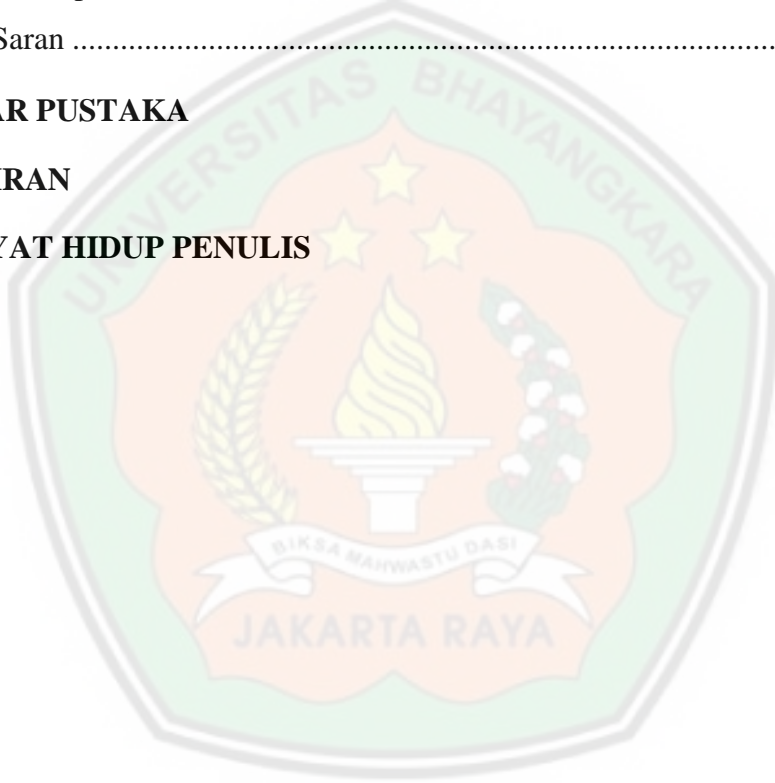 Saran ........................................................................................
AR PUSTAKA
IRAN
YAT HIDUP PENULIS
UNIVERSITAS BHAYANGKARA
BIKSA MAHWASTU DASI
JAKARTA RAYA